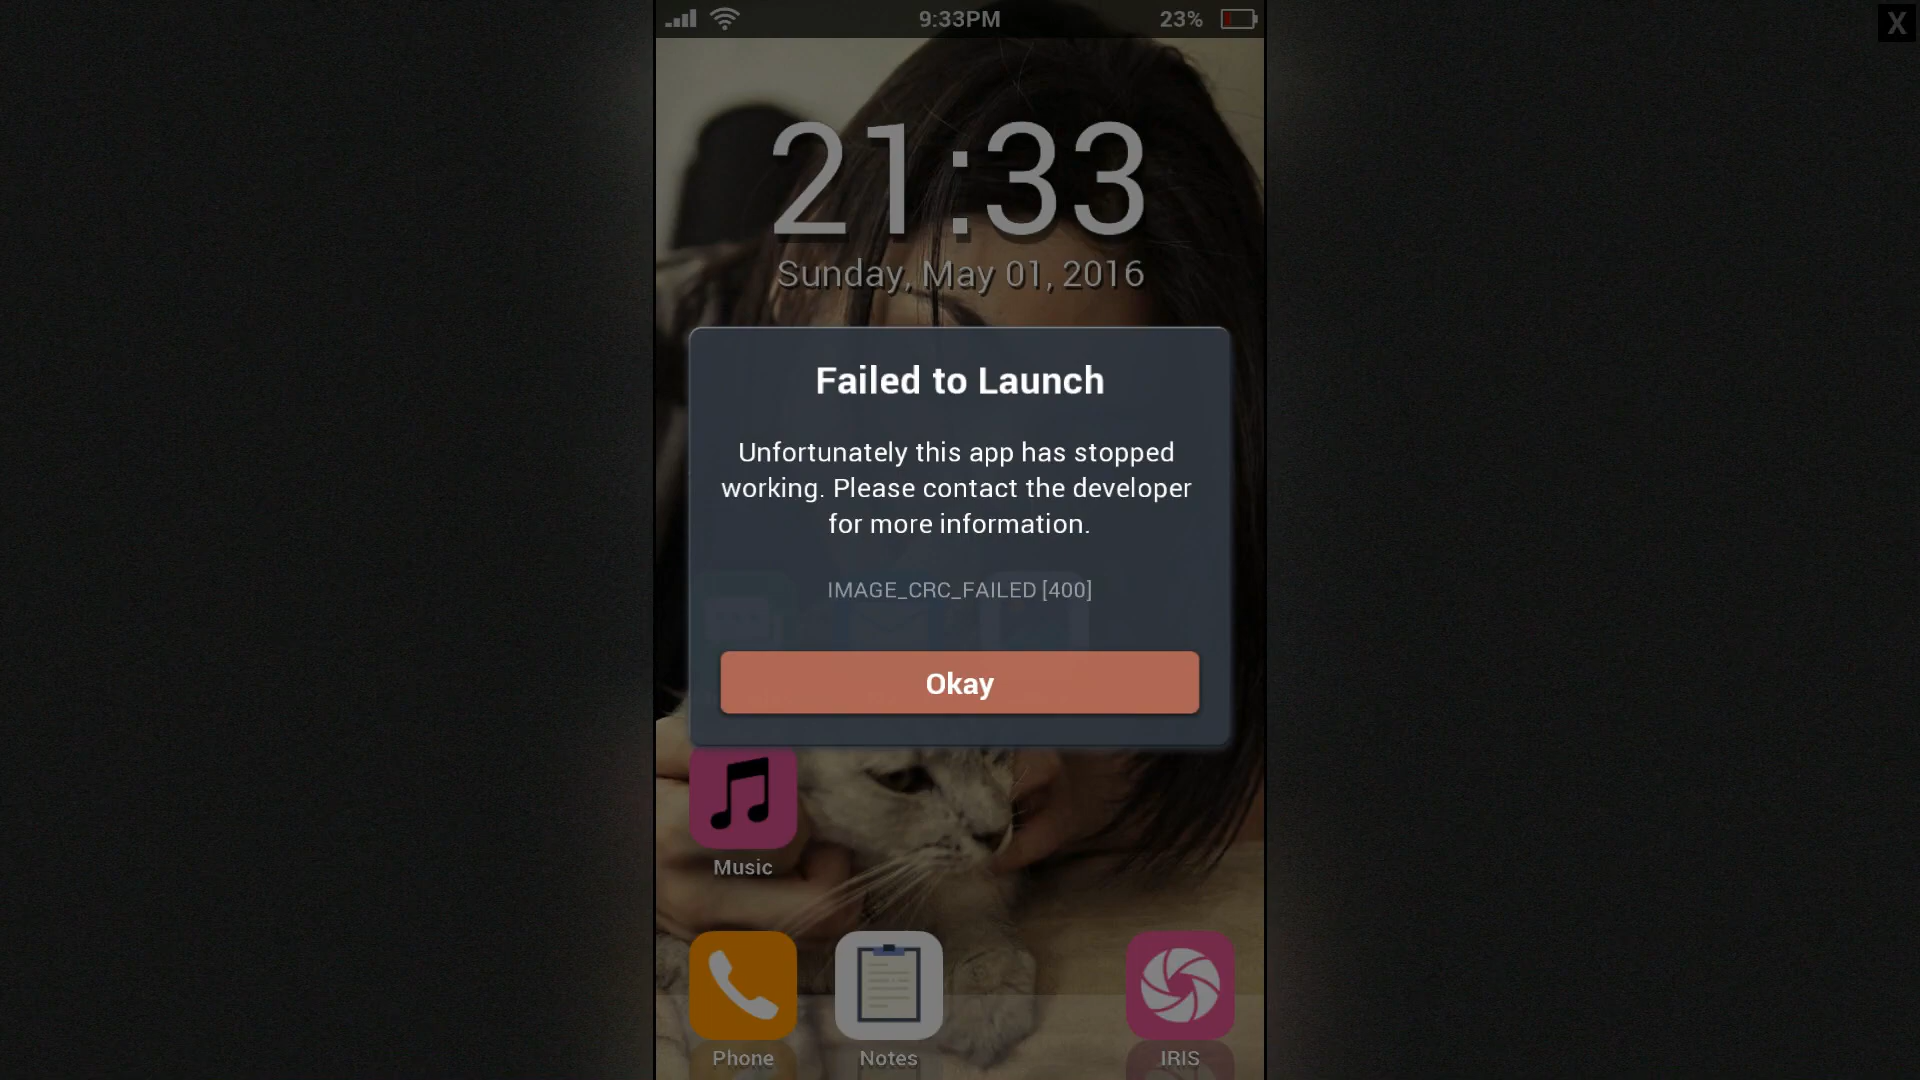 9:33PM
23%
X
21:33
Sunday, May 01, 2016
Failed to Launch
Unfortunately this app has stopped
working. Please contact the developer
for more information.
IMAGE_CRC_FAILED [400]
Okay
Music
Phone
Notes
IRIS